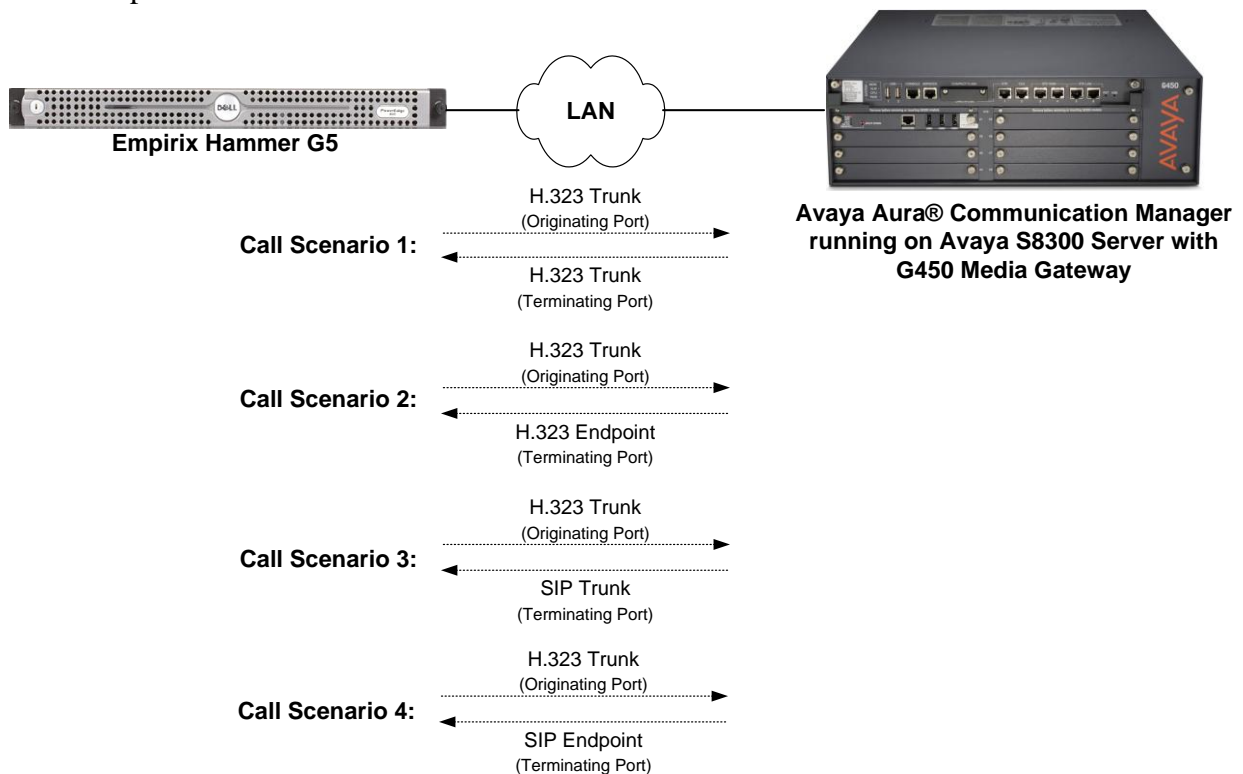 DELL
LAN
G450
AVAYA
Empirix Hammer G5
Avaya Aura® Communication Manager
running on Avaya S8300 Server with
G450 Media Gateway
H.323 Trunk
(Originating Port)
Call Scenario 1:
H.323 Trunk
(Terminating Port)
H.323 Trunk
(Originating Port)
Call Scenario 2:
H.323 Endpoint
(Terminating Port)
H.323 Trunk
(Originating Port)
Call Scenario 3:
SIP Trunk
(Terminating Port)
H.323 Trunk
(Originating Port)
Call Scenario 4:
SIP Endpoint
(Terminating Port)